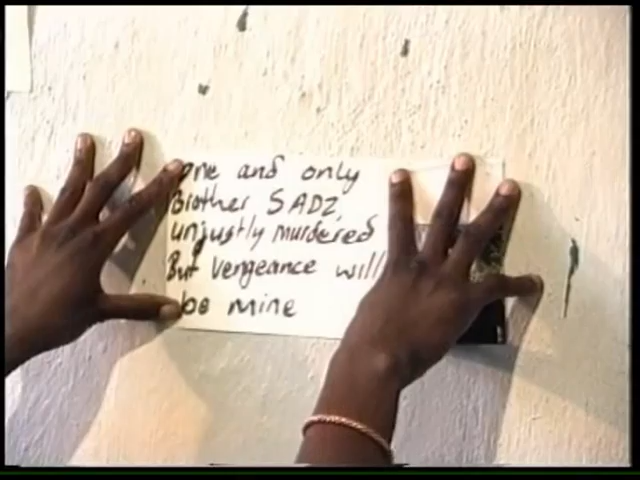 One and only
Brother SADZ
unjustly murdered
But vengeance will
be mine